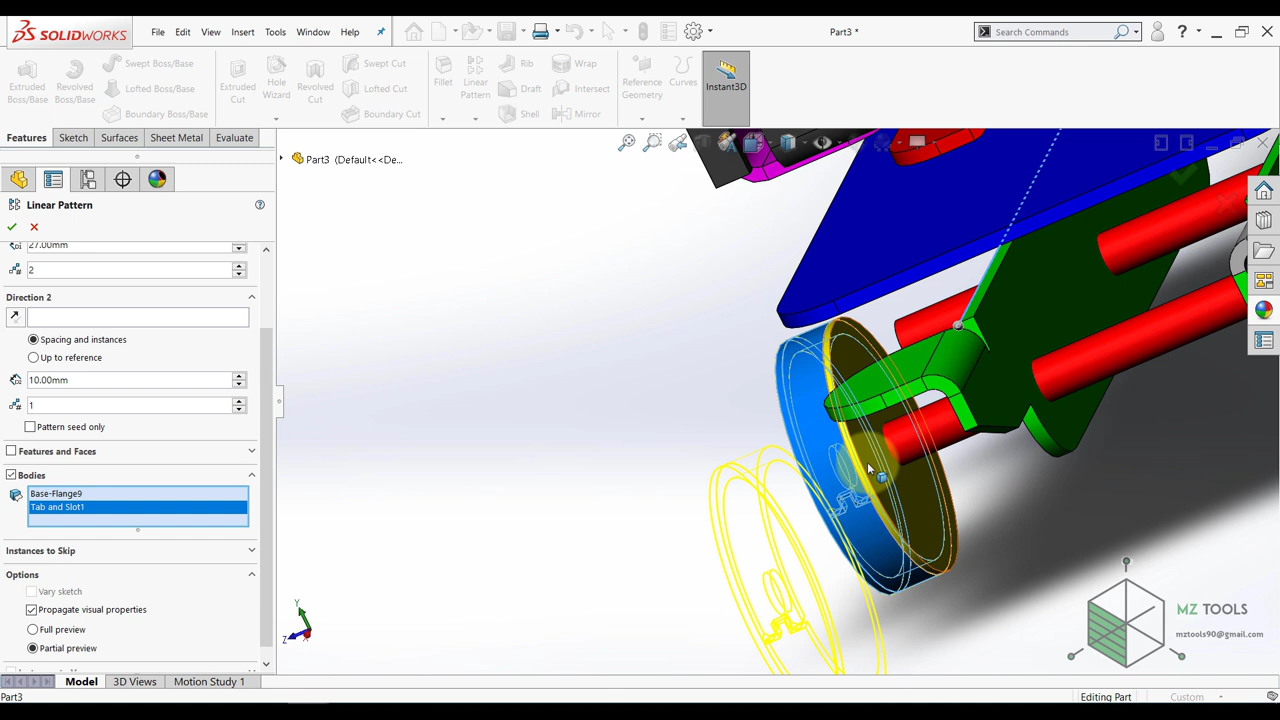 SOLIDWORKS File Edit View Insert Tools Window Help Part3 * Search Commands ?
Extruded Boss/Base Revolved Boss/Base Swept Boss/Base Lofted Boss/Base Boundary Boss/Base Extruded Cut Hole Wizard Revolved Cut Swept Cut Lofted Cut Boundary Cut Fillet Linear Pattern Rib Draft Shell Wrap Intersect Mirror Reference Geometry Curves Instant3D
Features Sketch Surfaces Sheet Metal Evaluate
Part3 (Default<<De...
Linear Pattern
27.00mm
2
Direction 2
Spacing and instances
Up to reference
10.00mm
1
Pattern seed only
Features and Faces
Bodies
Base-Flange9
Tab and Slot1
Instances to Skip
Options
Vary sketch
Propagate visual properties
Full preview
Partial preview
Y
Z
MZ TOOLS
mztools90@gmail.com
Model 3D Views Motion Study 1
Part3 Editing Part Custom